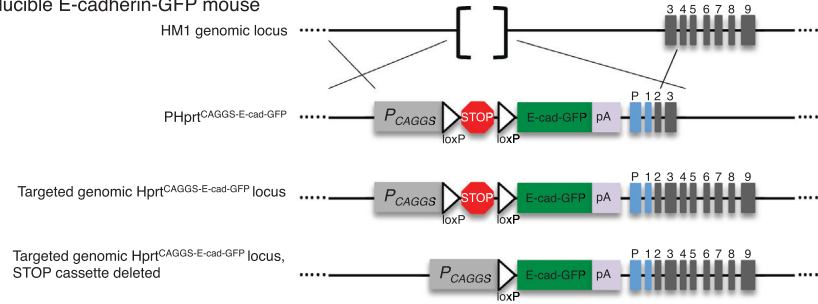 ducible E-cadherin-GFP mouse
HM1 genomic locus
3 4 5 6 7 8 9
PHprtCAGGS-E-cad-GFP
PCAGGS STOP E-cad-GFP pA P 1 2 3
loxP loxP
Targeted genomic HprtCAGGS-E-cad-GFP locus
PCAGGS STOP E-cad-GFP pA P 1 2 3 4 5 6 7 8 9
loxP loxP
Targeted genomic HprtCAGGS-E-cad-GFP locus,
STOP cassette deleted
PCAGGS E-cad-GFP pA P 1 2 3 4 5 6 7 8 9
loxP